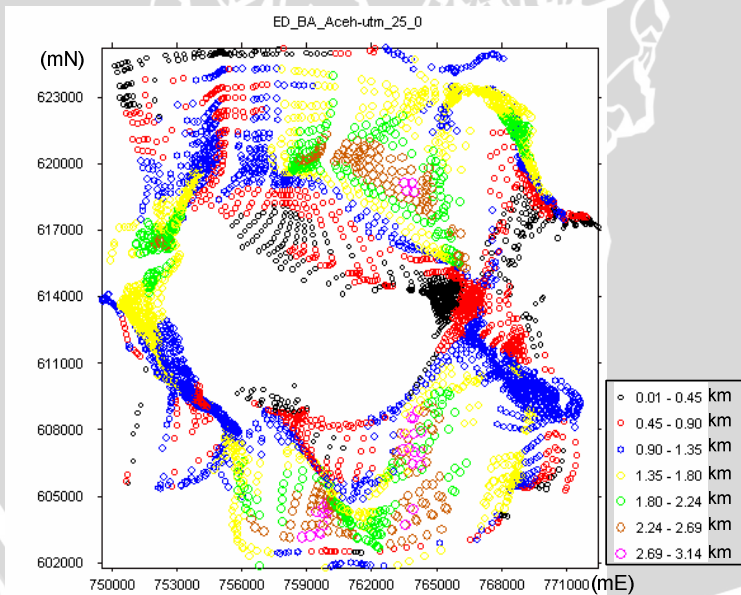 ED_BA_Aceh-utm_25_0
(mN)
623000
620000
617000
614000
611000
608000
605000
602000
750000 753000 756000 759000 762000 765000 768000 771000 (mE)
0.01 - 0.45 km
0.45 - 0.90 km
0.90 - 1.35 km
1.35 - 1.80 km
1.80 - 2.24 km
2.24 - 2.69 km
2.69 - 3.14 km